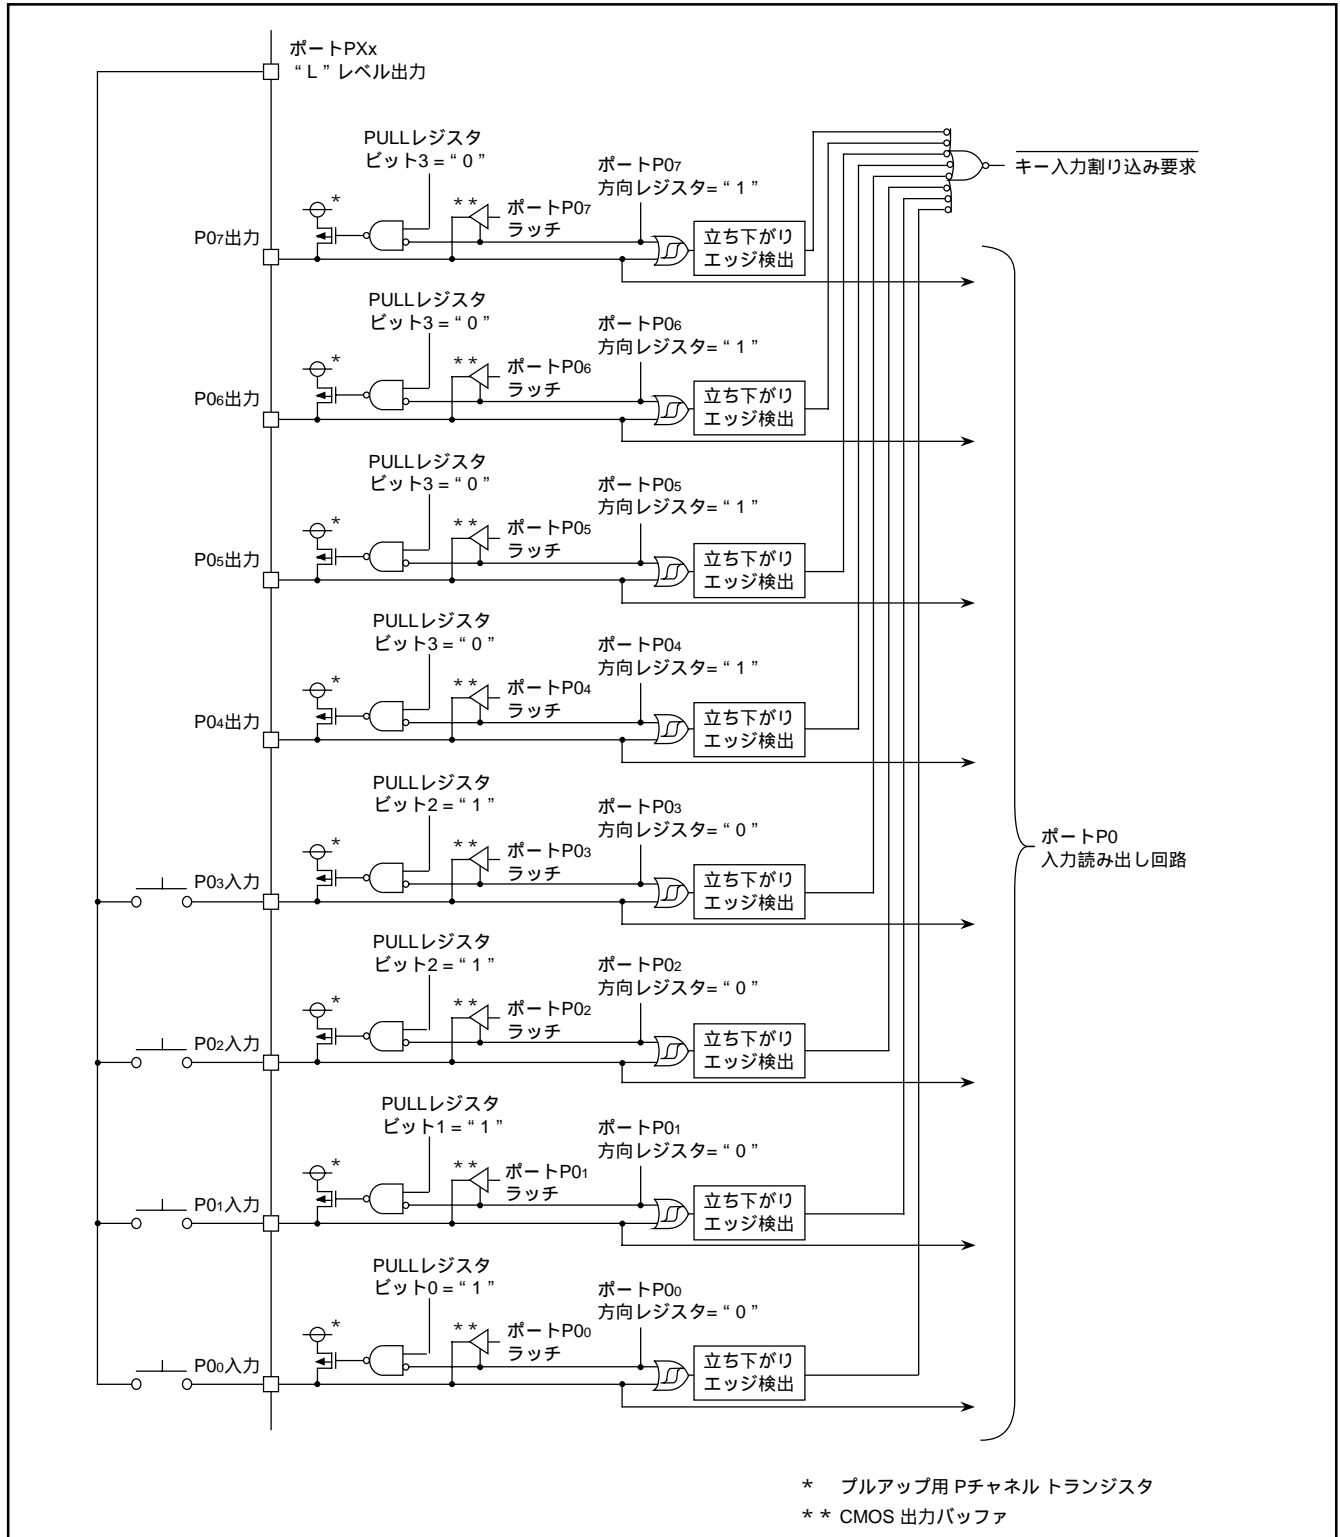 ポートPXx
“ L ” レベル出力
PULLレジスタ
ビット3 = “ 0 ”
*
* *
ポートP07
ラッチ
ポートP07
方向レジスタ= “ 1 ”
P07出力
立ち下がり
エッジ検出
キー入力割り込み要求
PULLレジスタ
ビット3 = “ 0 ”
*
* *
ポートP06
ラッチ
ポートP06
方向レジスタ= “ 1 ”
P06出力
立ち下がり
エッジ検出
PULLレジスタ
ビット3 = “ 0 ”
*
* *
ポートP05
ラッチ
ポートP05
方向レジスタ= “ 1 ”
P05出力
立ち下がり
エッジ検出
PULLレジスタ
ビット3 = “ 0 ”
*
* *
ポートP04
ラッチ
ポートP04
方向レジスタ= “ 1 ”
P04出力
立ち下がり
エッジ検出
PULLレジスタ
ビット2 = “ 1 ”
*
* *
ポートP03
ラッチ
ポートP03
方向レジスタ= “ 0 ”
P03入力
立ち下がり
エッジ検出
ポートP0
入力読み出し回路
PULLレジスタ
ビット2 = “ 1 ”
*
* *
ポートP02
ラッチ
ポートP02
方向レジスタ= “ 0 ”
P02入力
立ち下がり
エッジ検出
PULLレジスタ
ビット1 = “ 1 ”
*
* *
ポートP01
ラッチ
ポートP01
方向レジスタ= “ 0 ”
P01入力
立ち下がり
エッジ検出
PULLレジスタ
ビット0 = “ 1 ”
*
* *
ポートP00
ラッチ
ポートP00
方向レジスタ= “ 0 ”
P00入力
立ち下がり
エッジ検出
* プルアップ用 Pチャネル トランジスタ
* * CMOS 出力バッファ